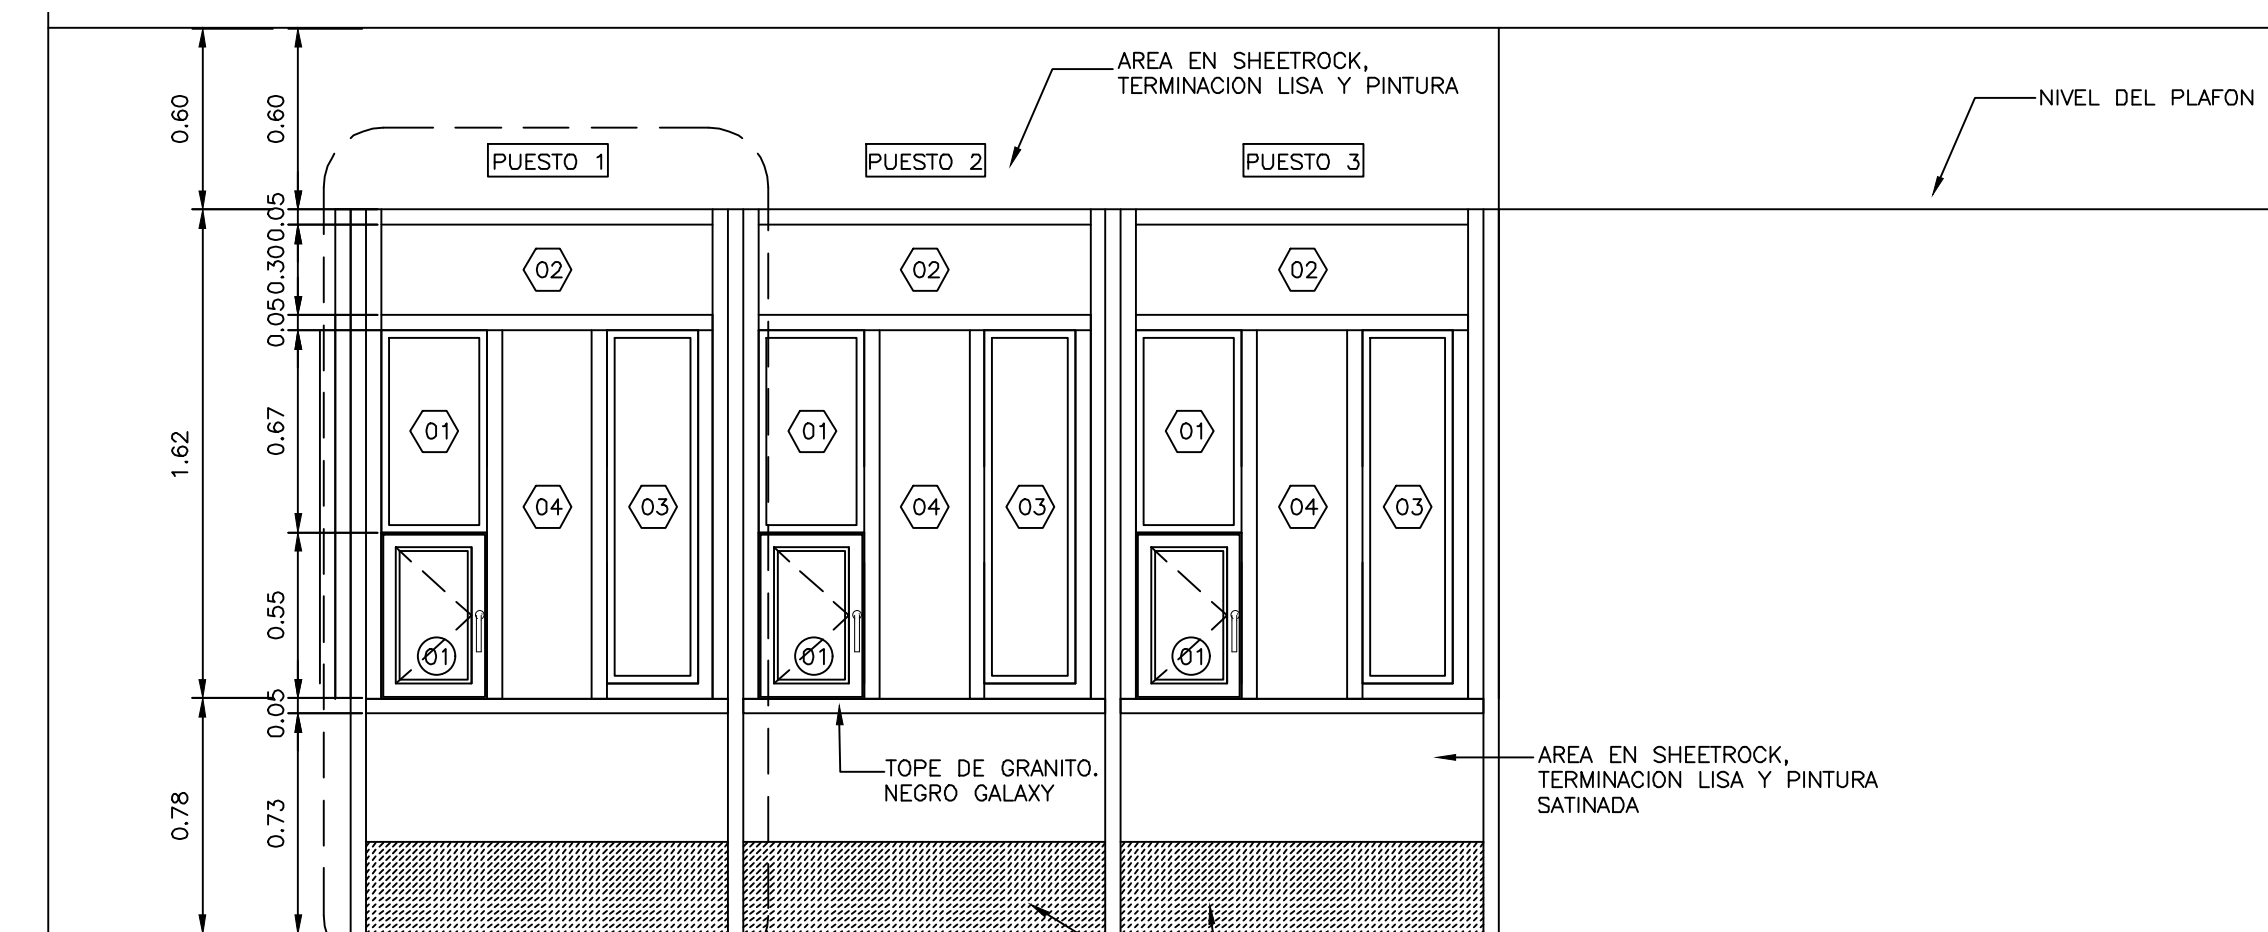 AREA EN SHEETROCK,
TERMINACION LISA Y PINTURA
NIVEL DEL PLAFON
0.60
0.60
PUESTO 1
PUESTO 2
PUESTO 3
0.05
0.30
0.05
02
02
02
0.67
1.62
01
01
01
04
03
04
03
04
03
0.55
01
01
01
0.05
TOPE DE GRANITO.
NEGRO GALAXY
AREA EN SHEETROCK,
TERMINACION LISA Y PINTURA
SATINADA
0.78
0.73